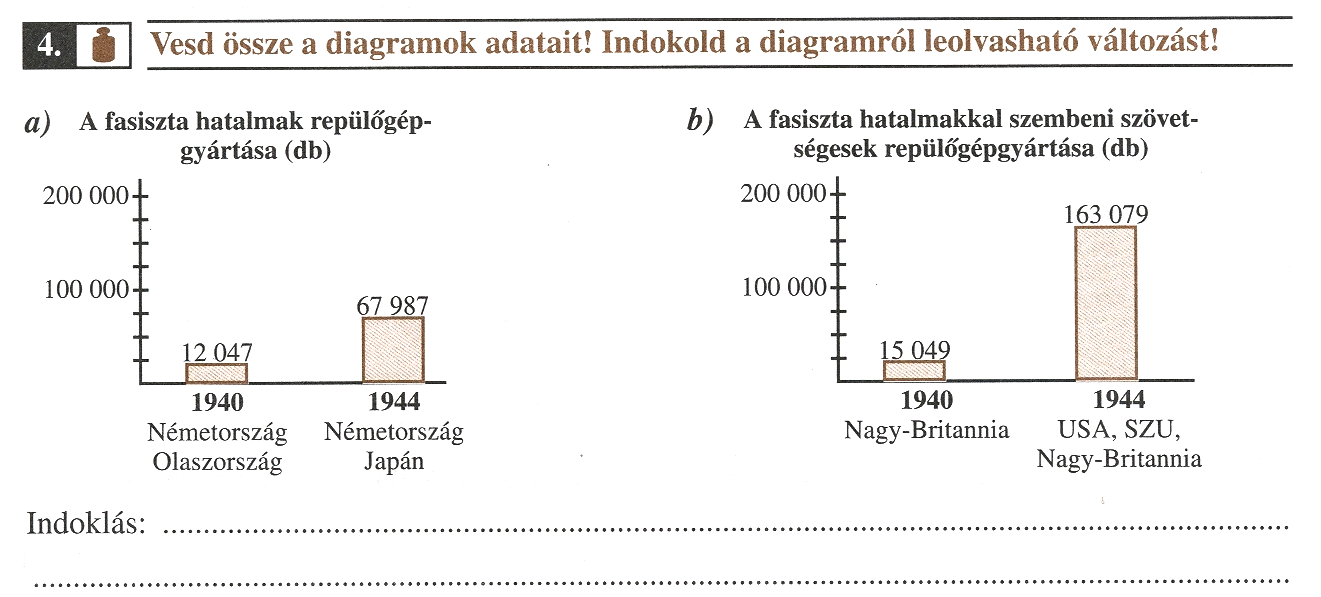 4. Vesd össze a diagramok adatait! Indokold a diagramról leolvasható változást!
a) A fasiszta hatalmak repülőgép-
gyártása (db)
200 000
100 000
12 047
67 987
1940
1944
Németország
Olaszország
Németország
Japán
b) A fasiszta hatalmakkal szembeni szövet-
ségesek repülőgépgyártása (db)
200 000
100 000
15 049
163 079
1940
1944
Nagy-Britannia
USA, SZU,
Nagy-Britannia
Indoklás: